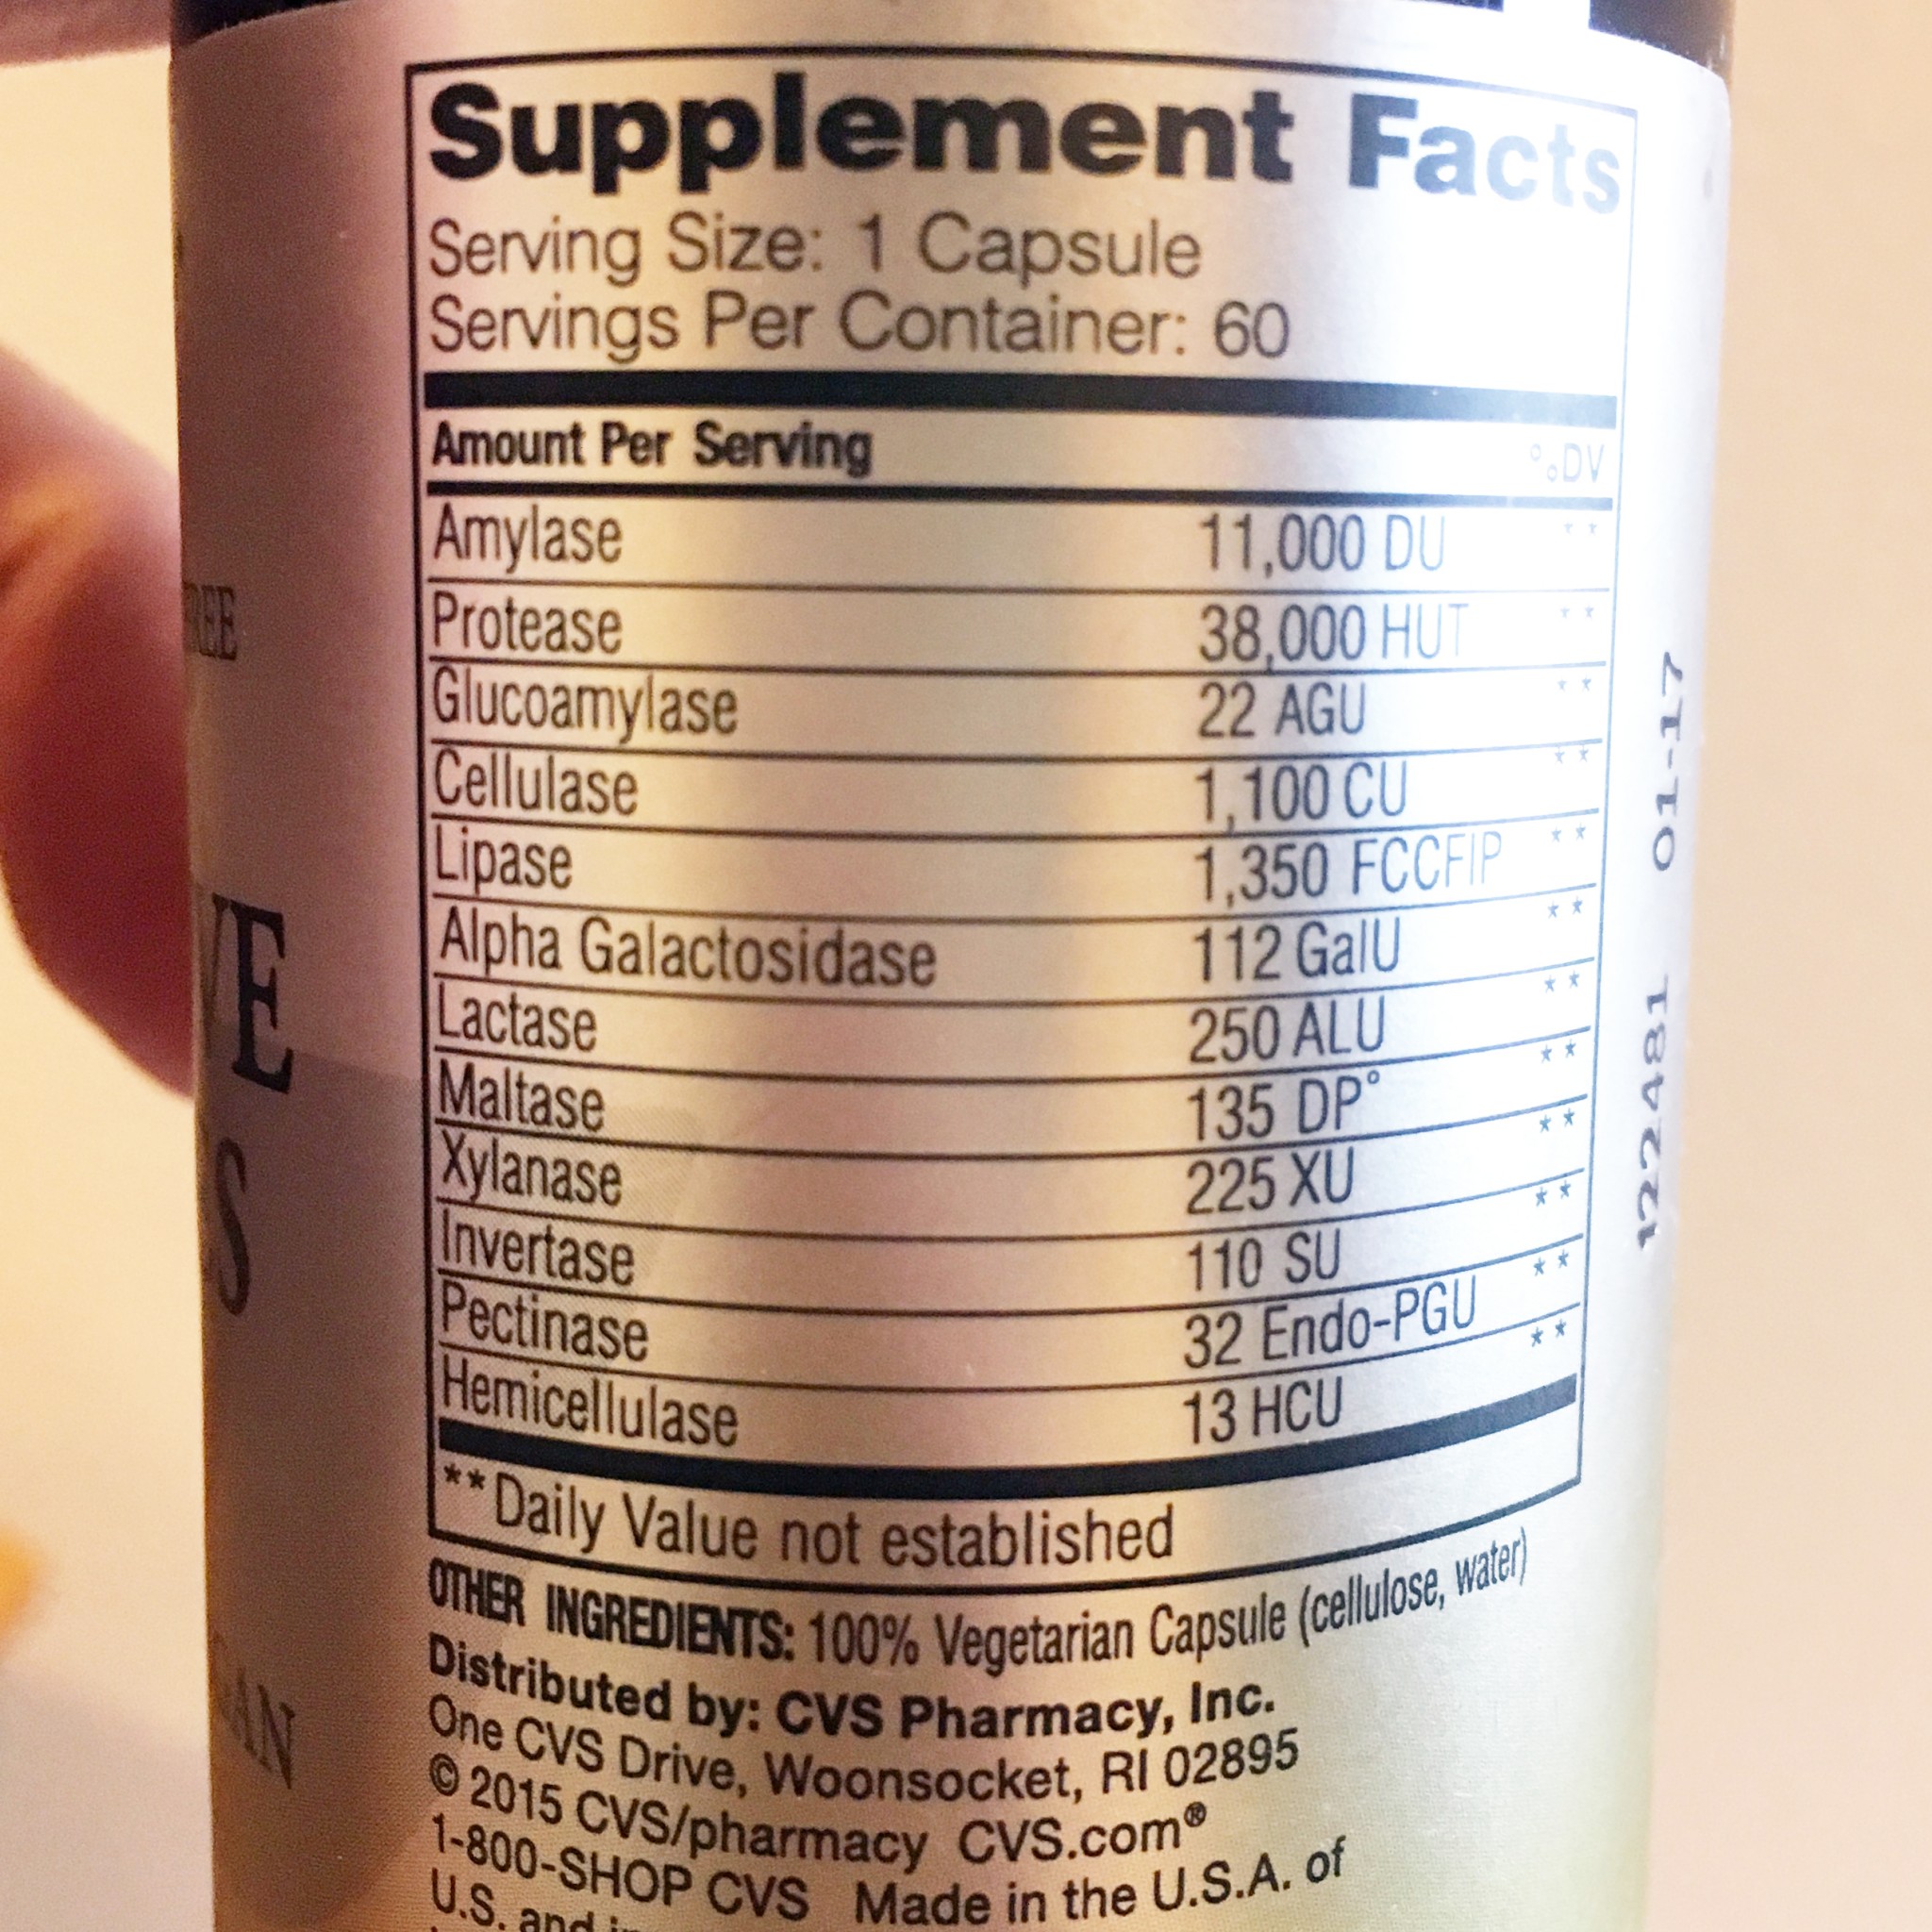 Supplement Facts
Serving Size: 1 Capsule
Servings Per Container: 60
Amount Per Serving %DV
Amylase 11,000 DU **
Protease 38,000 HUT **
Glucoamylase 22 AGU **
Cellulase 1,100 CU **
Lipase 1,350 FCCFIP **
Alpha Galactosidase 112 GalU **
Lactase 250 ALU **
Maltase 135 DP° **
Xylanase 225 XU **
Invertase 110 SU **
Pectinase 32 Endo-PGU **
Hemicellulase 13 HCU **
**Daily Value not established
OTHER INGREDIENTS: 100% Vegetarian Capsule (cellulose, water)
Distributed by: CVS Pharmacy, Inc.
One CVS Drive, Woonsocket, RI 02895
© 2015 CVS/pharmacy CVS.com®
1-800-SHOP CVS Made in the U.S.A. of
U.S. and
122481 01-17